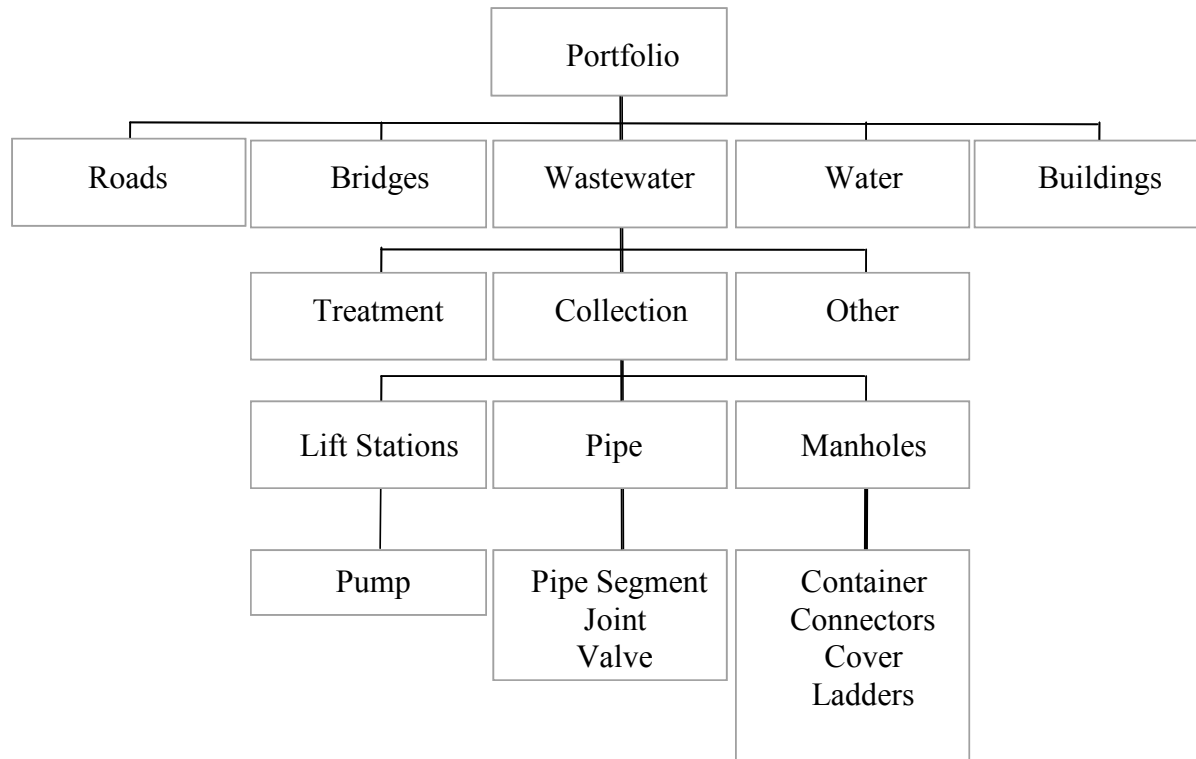 Portfolio
Roads
Bridges
Wastewater
Water
Buildings
Treatment
Collection
Other
Lift Stations
Pipe
Manholes
Pump
Pipe Segment
Joint
Valve
Container
Connectors
Cover
Ladders